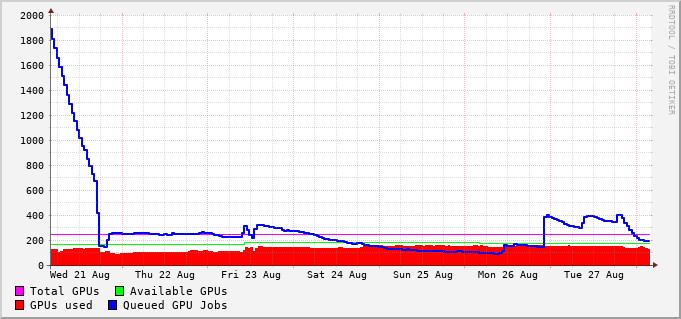 2000
1800
1600
1400
1200
1000
800
600
400
200
0
Wed 21 Aug Thu 22 Aug Fri 23 Aug Sat 24 Aug Sun 25 Aug Mon 26 Aug Tue 27 Aug
Total GPUs Available GPUs
GPUs used Queued GPU Jobs
RRDTOOL / TOBI OETIKER